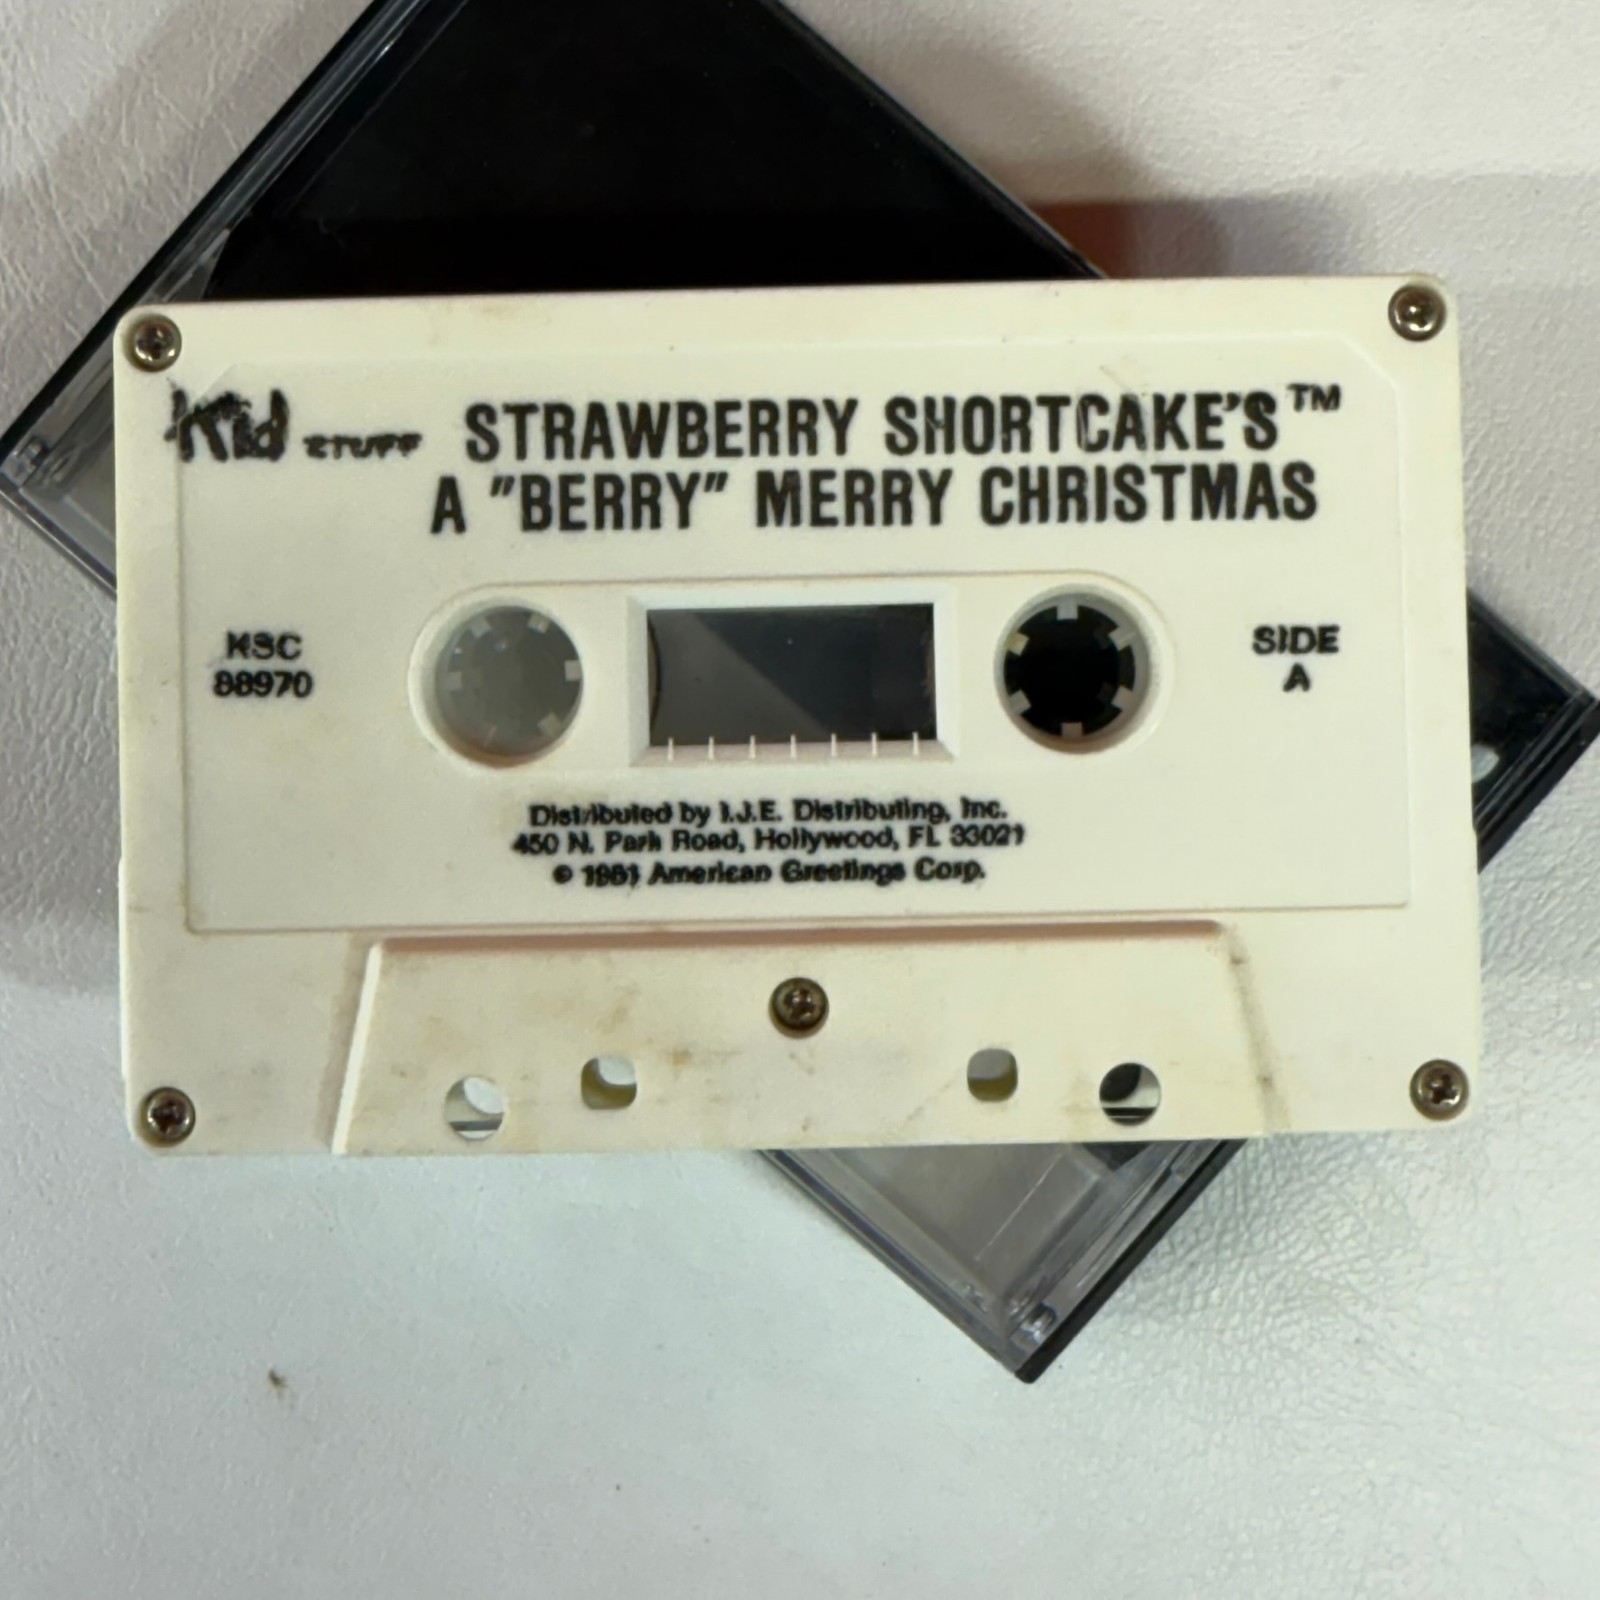 Kid STUFF STRAWBERRY SHORTCAKE'S™
A "BERRY" MERRY CHRISTMAS
KSC
88970
SIDE
A
Distributed by I.J.E. Distributing, Inc.
450 N. Park Road, Hollywood, FL 33021
© 1981 American Greetings Corp.